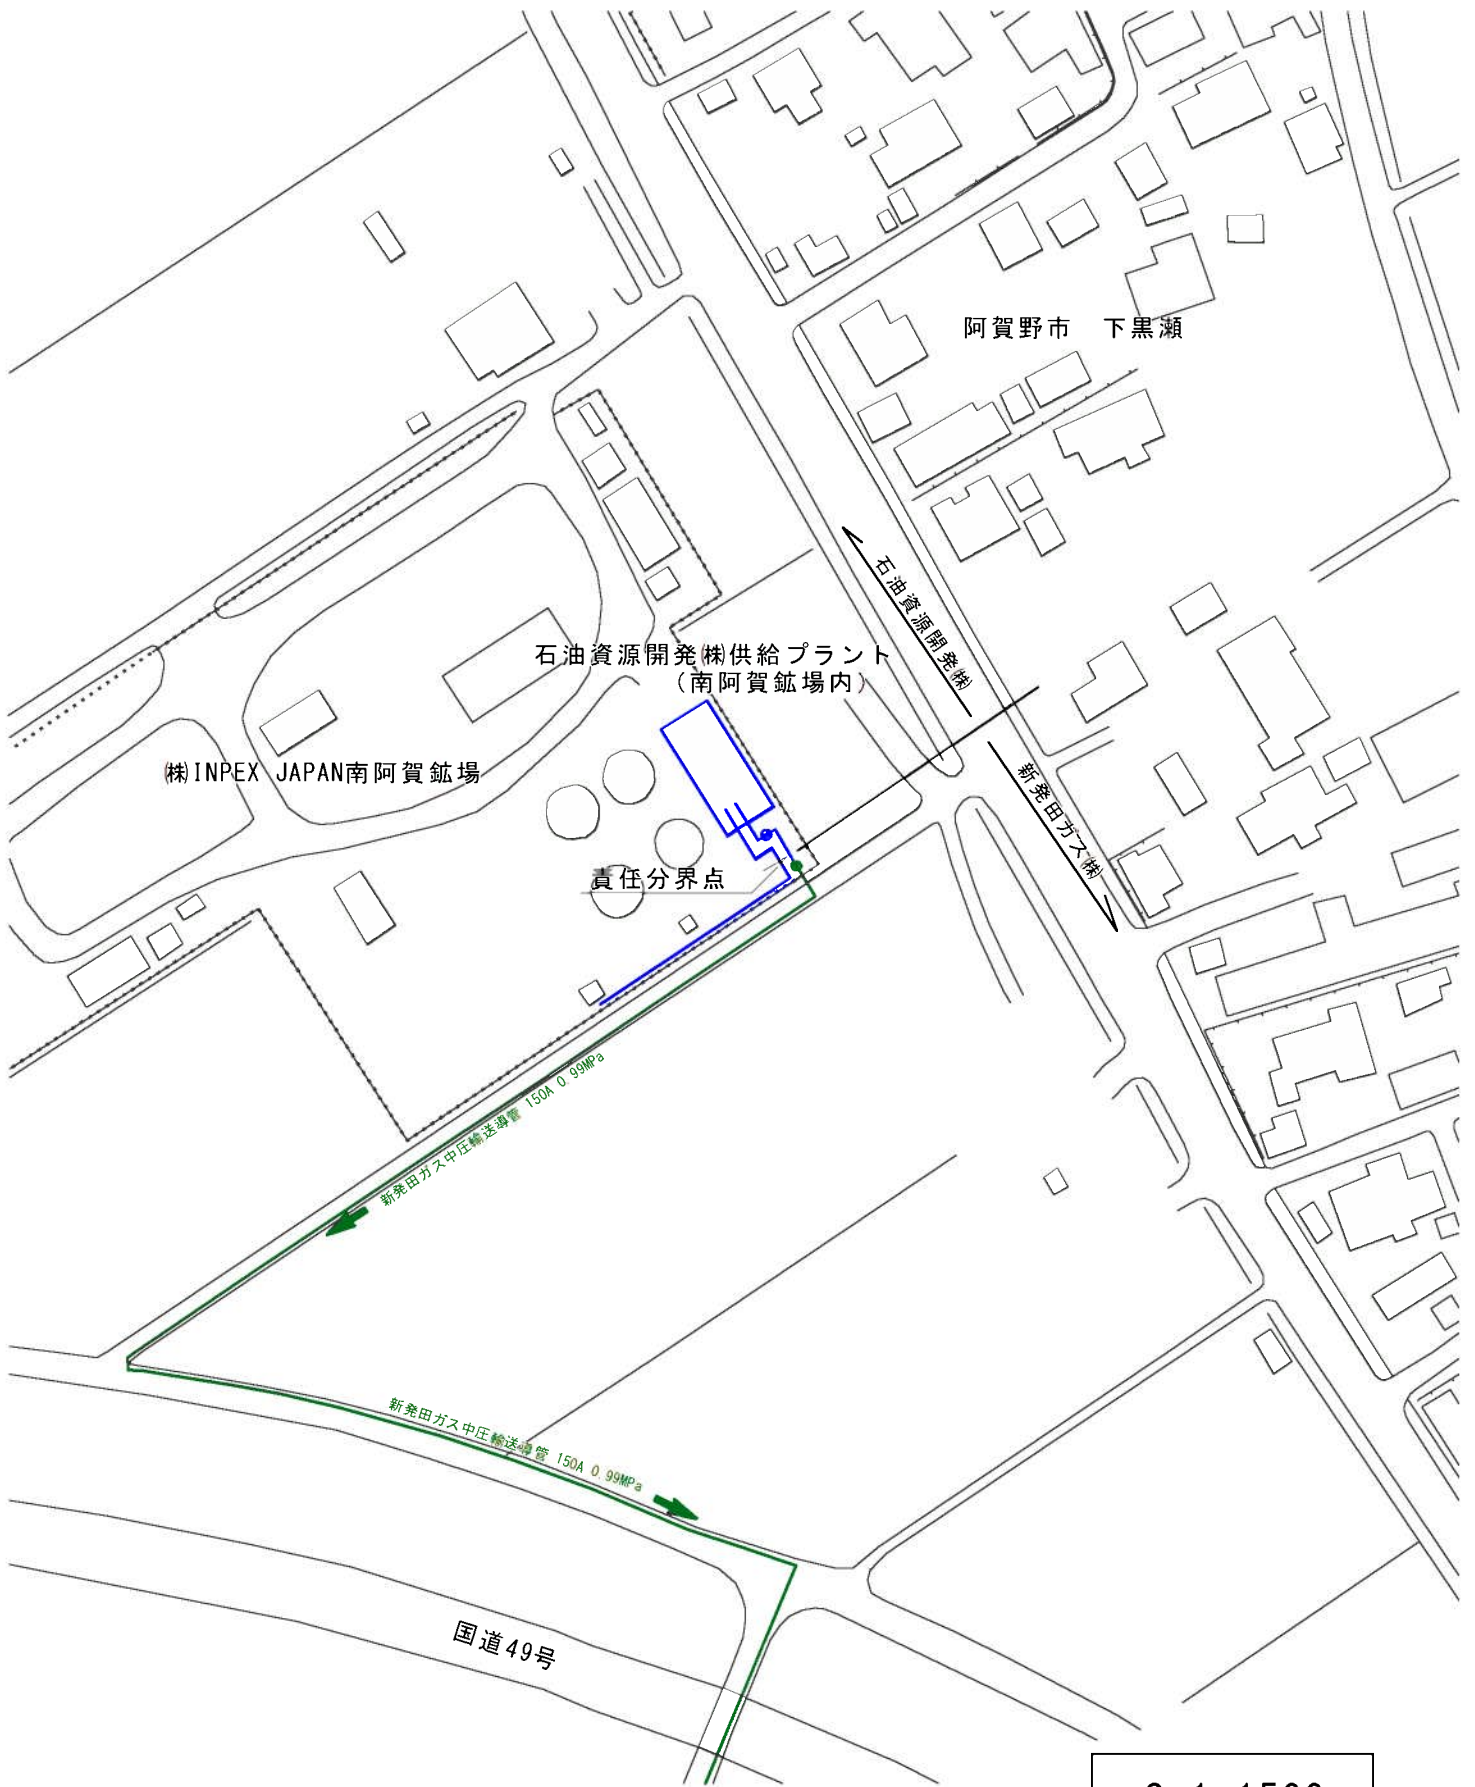 阿賀野市　下黒瀬
石油資源開発㈱
石油資源開発㈱供給プラント
（南阿賀鉱場内）
㈱INPEX JAPAN南阿賀鉱場
新発田ガス㈱
責任分界点
新発田ガス中圧輸送導管 150A 0.99MPa
新発田ガス中圧輸送導管 150A 0.99MPa
国道49号